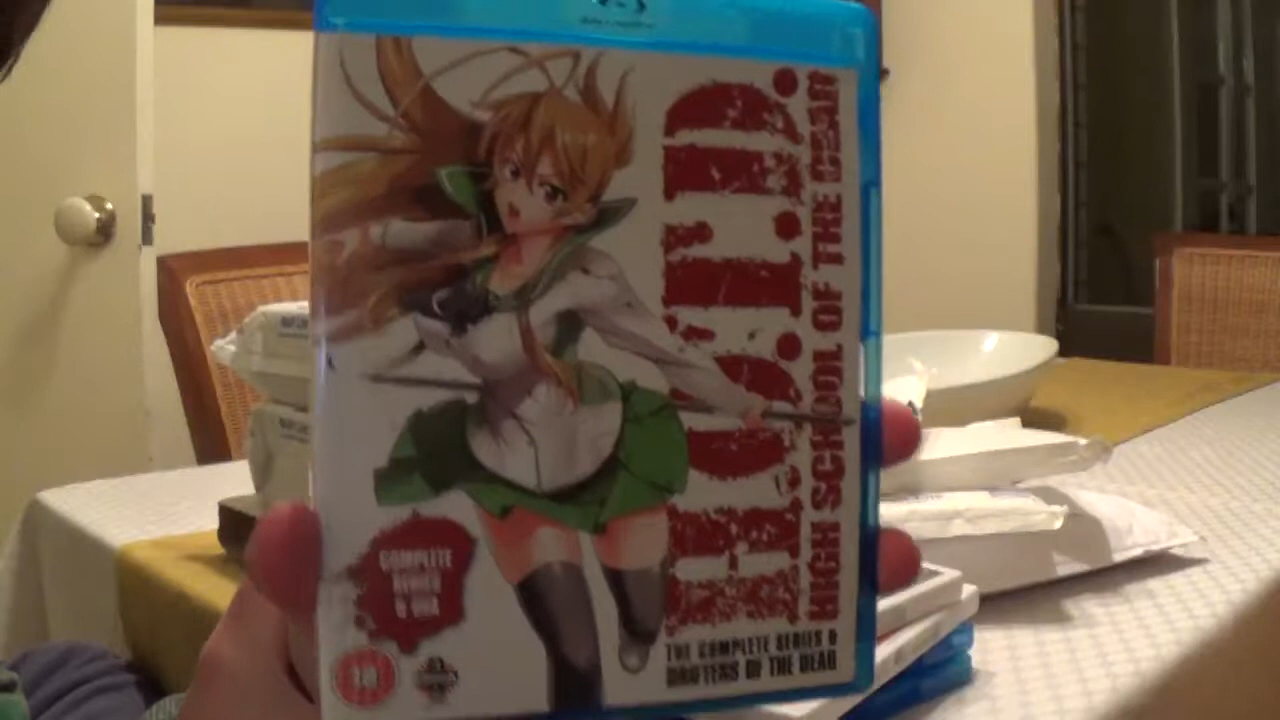 H.O.T.D.
HIGH SCHOOL OF THE DEAD
COMPLETE
SERIES
& OVA
THE COMPLETE SERIES &
DRIFTERS OF THE DEAD
18